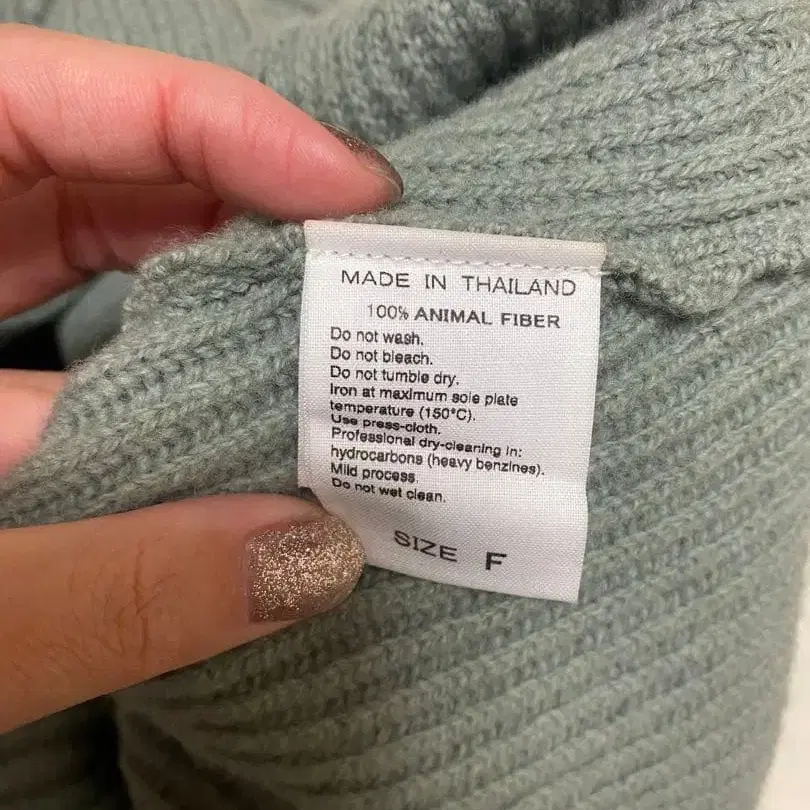 MADE IN THAILAND
100% ANIMAL FIBER
Do not wash.
Do not bleach.
Do not tumble dry.
Iron at maximum sole plate
temperature (150°C).
Use press-cloth.
Professional dry-cleaning in:
hydrocarbons (heavy benzines).
Mild process.
Do not wet clean.
SIZE F